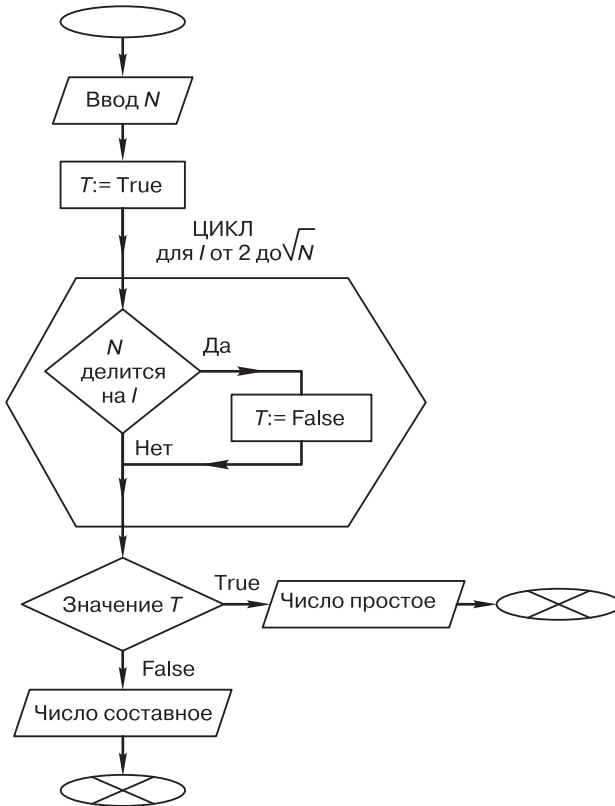 Ввод N
T:= True
ЦИКЛ
для I от 2 до √N
N
делится
на I
Да
T:= False
Нет
Значение T
True
Число простое
False
Число составное